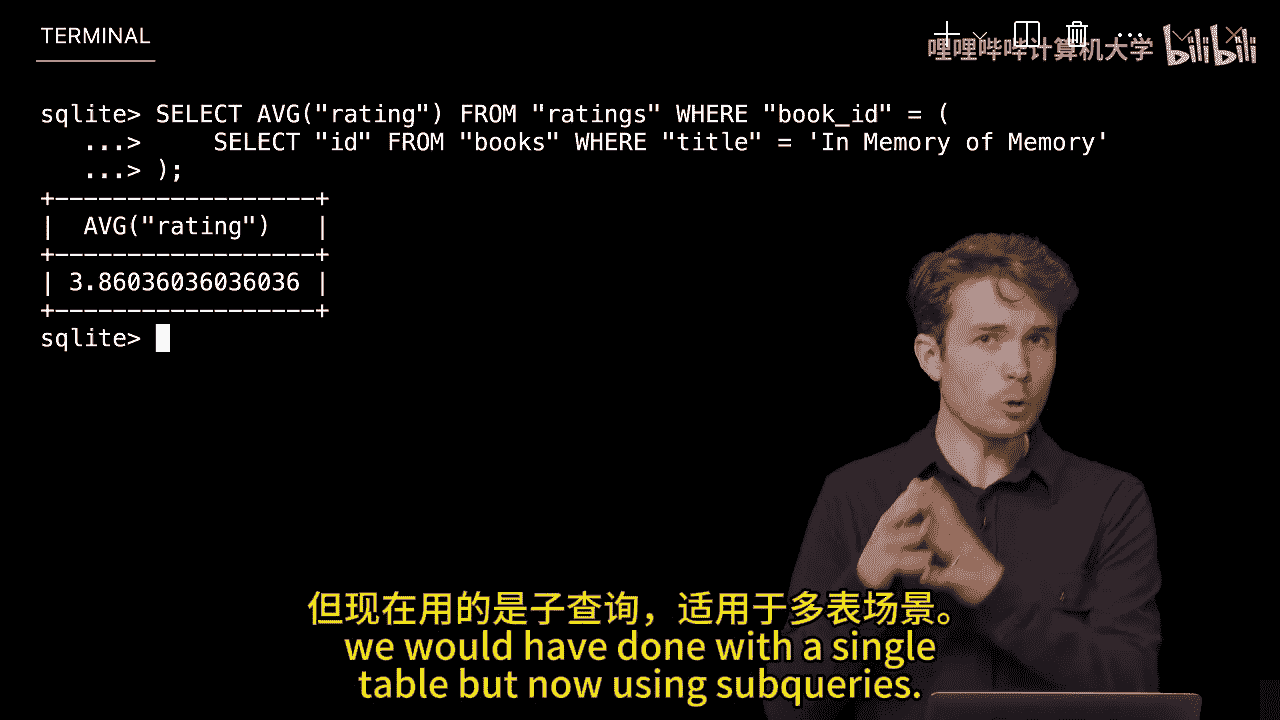 TERMINAL
哩哩哔哔计算机大学 bilibili
sqlite> SELECT AVG("rating") FROM "ratings" WHERE "book_id" = (
   ...>     SELECT "id" FROM "books" WHERE "title" = 'In Memory of Memory'
   ...> );
+------------------+
|  AVG("rating")   |
+------------------+
| 3.86036036036036 |
+------------------+
sqlite>
但现在用的是子查询，适用于多表场景。
we would have done with a single
table but now using subqueries.